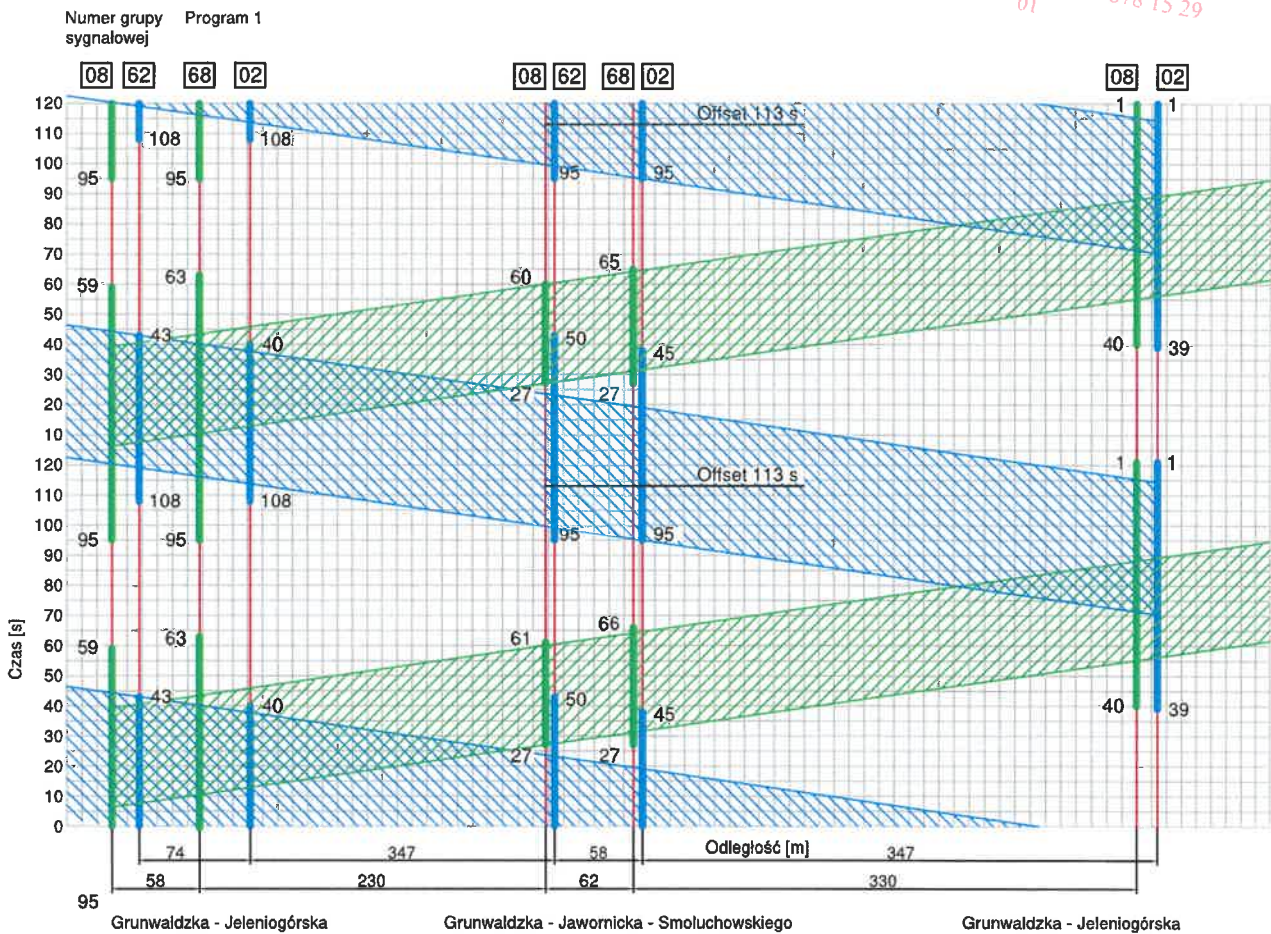 01 078 15 29
Numer grupy Program 1
sygnałowej
08 62 68 02 08 62 68 02 08 02
120 1 1
110 108 108 Offset 113 s
100
95 95 95 95
90
80
70
60 59 63 60 65
50 50
43
40 40 45 40 39
30
20 27 27
10
120 1 1
110 108 108 Offset 113 s
100
95 95 95 95
90
80
70
60 59 63 61 66
50 50
43
40 40 45 40 39
30
20 27 27
10
0
Czas [s]
74 347 58 Odległość [m] 347
58 230 62 330
95
Grunwaldzka - Jeleniogórska Grunwaldzka - Jawornicka - Smoluchowskiego Grunwaldzka - Jeleniogórska